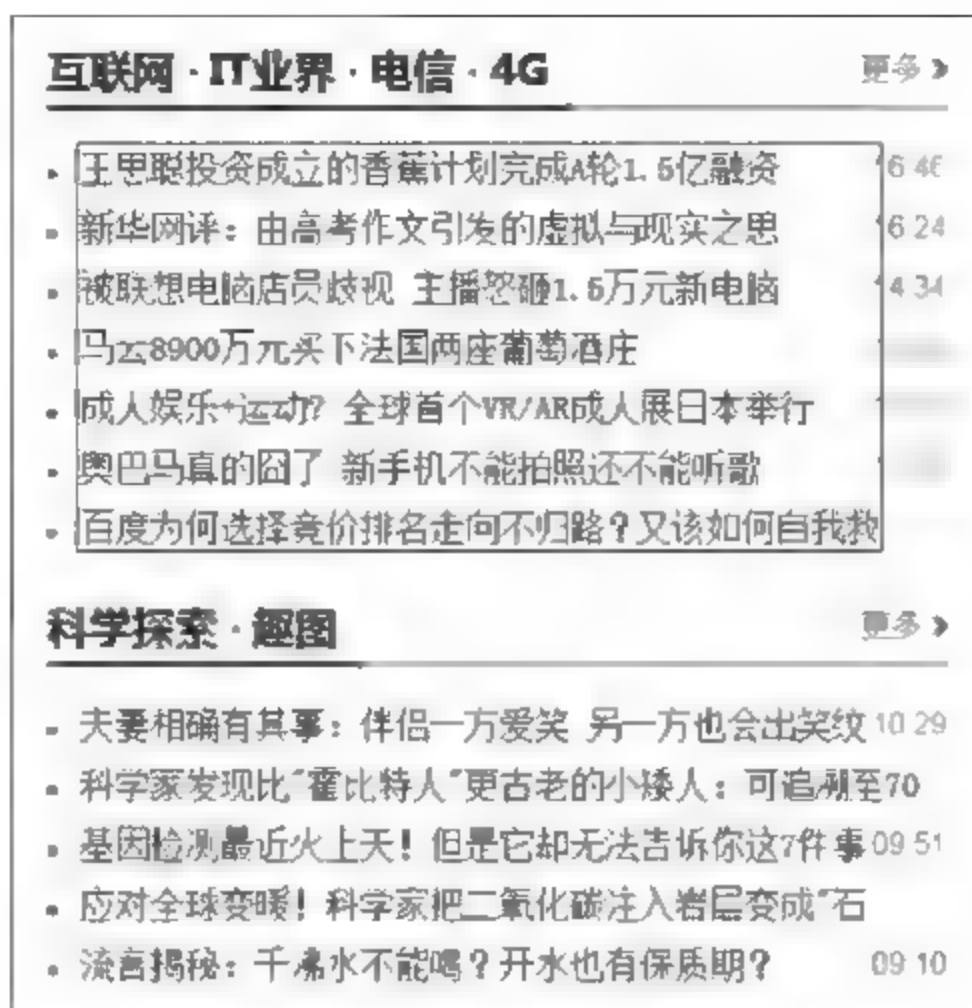 互联网 · IT业界 · 电信 · 4G 更多 ›
王思聪投资成立的香蕉计划完成A轮1.5亿融资 16:46
新华网评：由高考作文引发的虚拟与现实之思 16:24
被联想电脑店员歧视 主播怒砸1.5万元新电脑 14:34
马云8900万元买下法国两座葡萄酒庄
成人娱乐+运动? 全球首个VR/AR成人展日本举行
奥巴马真的囧了 新手机不能拍照还不能听歌
百度为何选择竞价排名走向不归路？又该如何自我救
科学探索 · 趣图 更多 ›
夫妻相确有其事：伴侣一方爱笑 另一方也会出笑纹 10:29
科学家发现比"霍比特人"更古老的小矮人：可追溯至70
基因检测最近火上天！但是它却无法告诉你这7件事 09:51
应对全球变暖！科学家把二氧化碳注入岩层变成"石
流言揭秘：千沸水不能喝？开水也有保质期？ 09:10